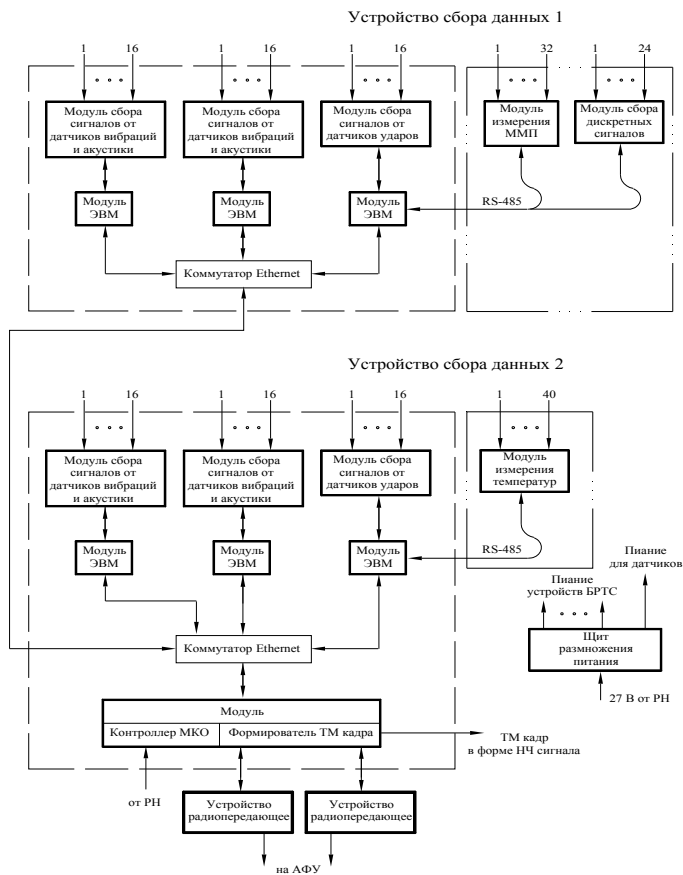 Устройство сбора данных 1
1 16 1 16 1 16 1 32 1 24
Модуль сбора
сигналов от
датчиков вибраций
и акустики
Модуль сбора
сигналов от
датчиков вибраций
и акустики
Модуль сбора
сигналов от
датчиков ударов
Модуль
измерения
ММП
Модуль сбора
дискретных
сигналов
Модуль
ЭВМ
Модуль
ЭВМ
Модуль
ЭВМ
RS-485
Коммутатор Ethernet
Устройство сбора данных 2
1 16 1 16 1 16 1 40
Модуль сбора
сигналов от
датчиков вибраций
и акустики
Модуль сбора
сигналов от
датчиков вибраций
и акустики
Модуль сбора
сигналов от
датчиков ударов
Модуль
измерения
температур
Модуль
ЭВМ
Модуль
ЭВМ
Модуль
ЭВМ
RS-485
Пиание
для датчиков
Пиание
устройств БРТС
Щит
размножения
питания
27 В от РН
Коммутатор Ethernet
Модуль
Контроллер МКО
Формирователь ТМ кадра
ТМ кадр
в форме НЧ сигнала
от РН
Устройство
радиопередающее
Устройство
радиопередающее
на АФУ